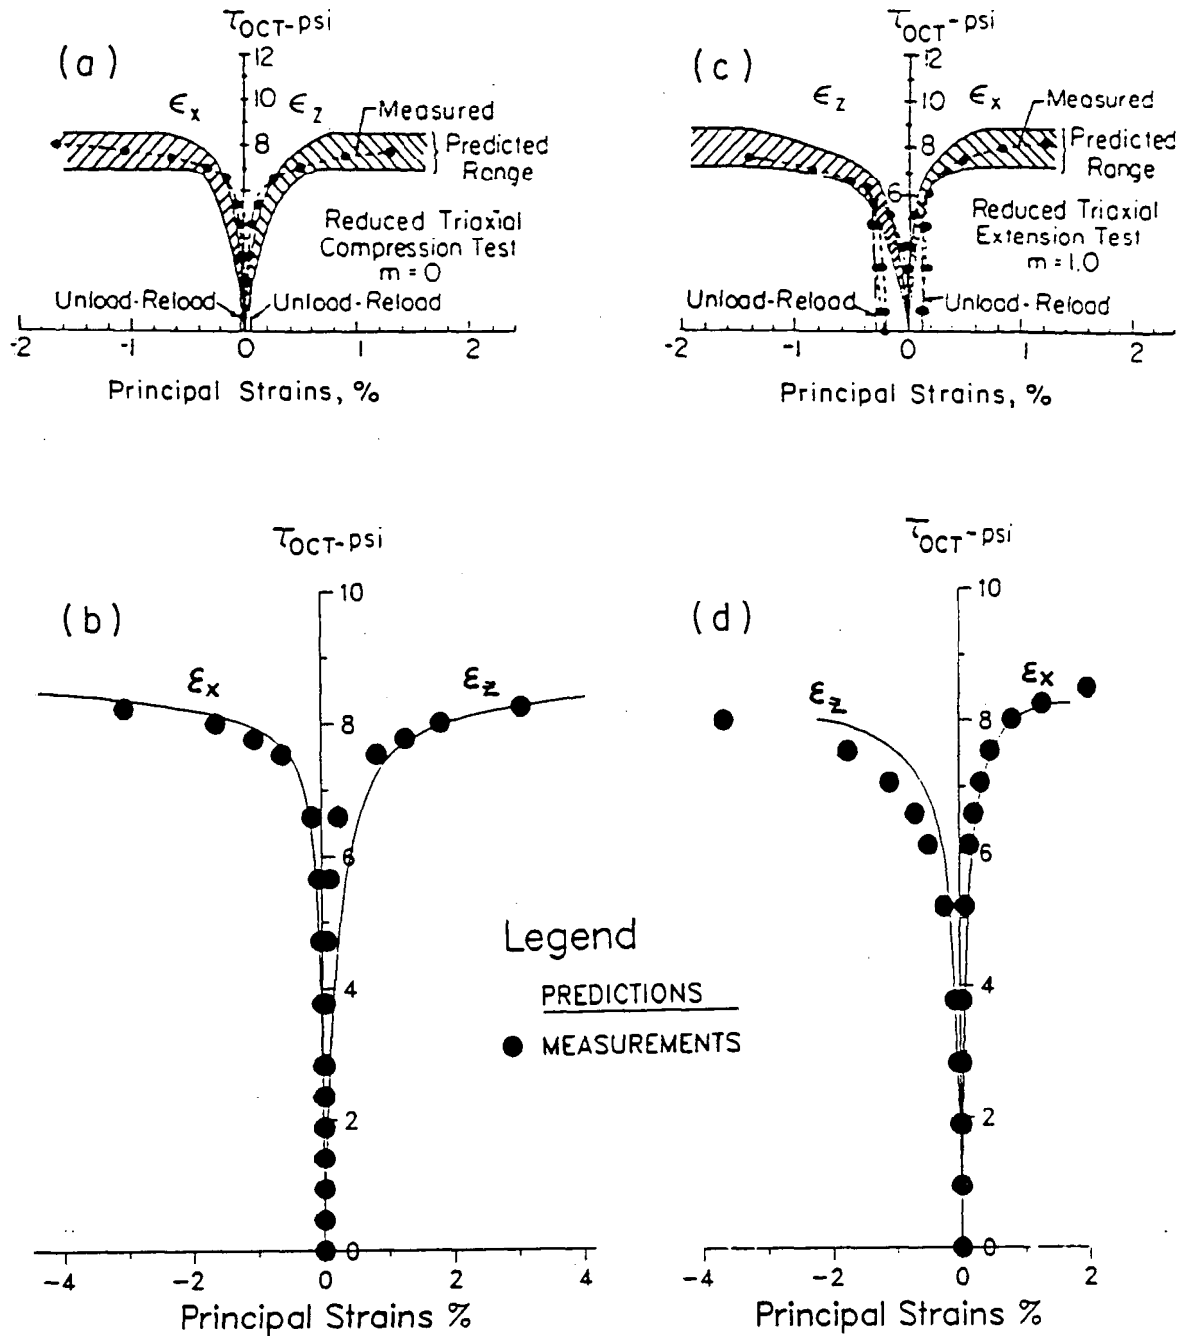 (a)
τOCT-psi
12
10
8
ϵx
ϵz
Measured
Predicted
Range
Reduced Triaxial
Compression Test
m = 0
Unload-Reload
Unload-Reload
-2
-1
0
1
2
Principal Strains, %
(c)
τOCT-psi
12
10
8
6
ϵz
ϵx
Measured
Predicted
Range
Reduced Triaxial
Extension Test
m = 1.0
Unload-Reload
Unload-Reload
-2
-1
0
1
2
Principal Strains, %
(b)
τOCT-psi
10
8
6
4
2
0
εx
εz
-4
-2
0
2
4
Principal Strains %
Legend
PREDICTIONS
MEASUREMENTS
(d)
τOCT-psi
10
8
6
4
2
0
εz
εx
-4
-2
0
2
Principal Strains %